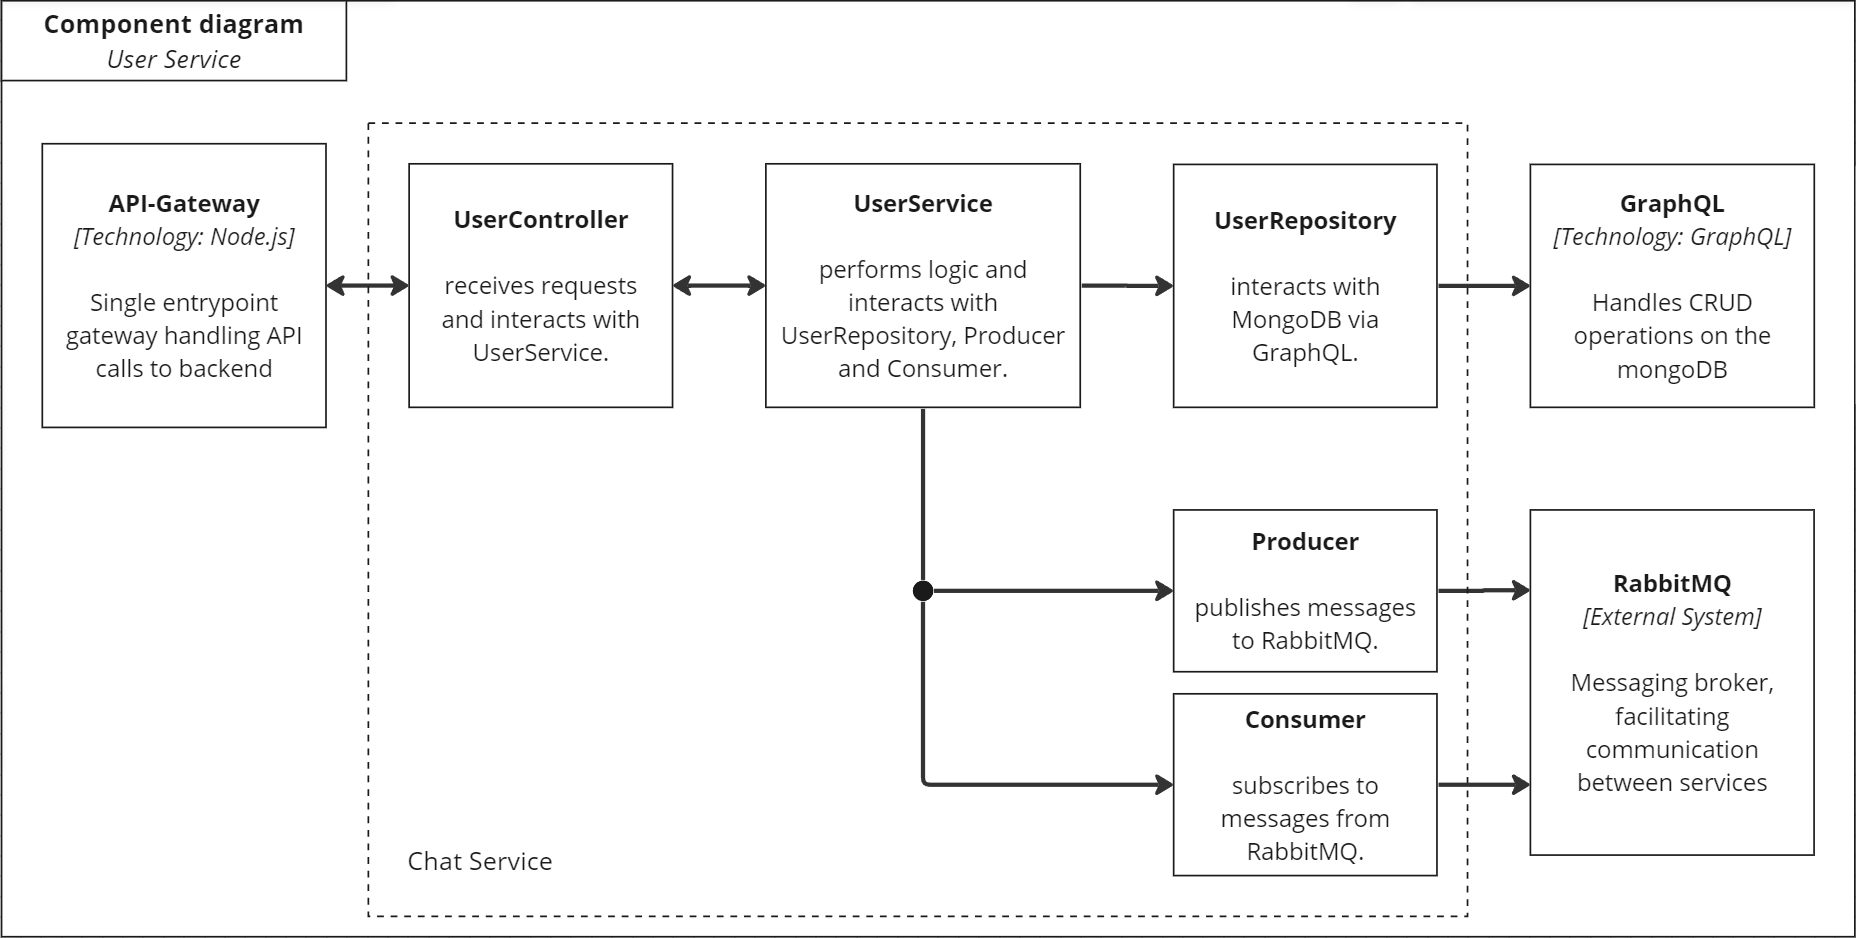 Component diagram
User Service
API-Gateway
[Technology: Node.js]
Single entrypoint
gateway handling API
calls to backend
UserController
receives requests
and interacts with
UserService.
UserService
performs logic and
interacts with
UserRepository, Producer
and Consumer.
UserRepository
interacts with
MongoDB via
GraphQL.
GraphQL
[Technology: GraphQL]
Handles CRUD
operations on the
mongoDB
Producer
publishes messages
to RabbitMQ.
RabbitMQ
[External System]
Messaging broker,
facilitating
communication
between services
Consumer
subscribes to
messages from
RabbitMQ.
Chat Service